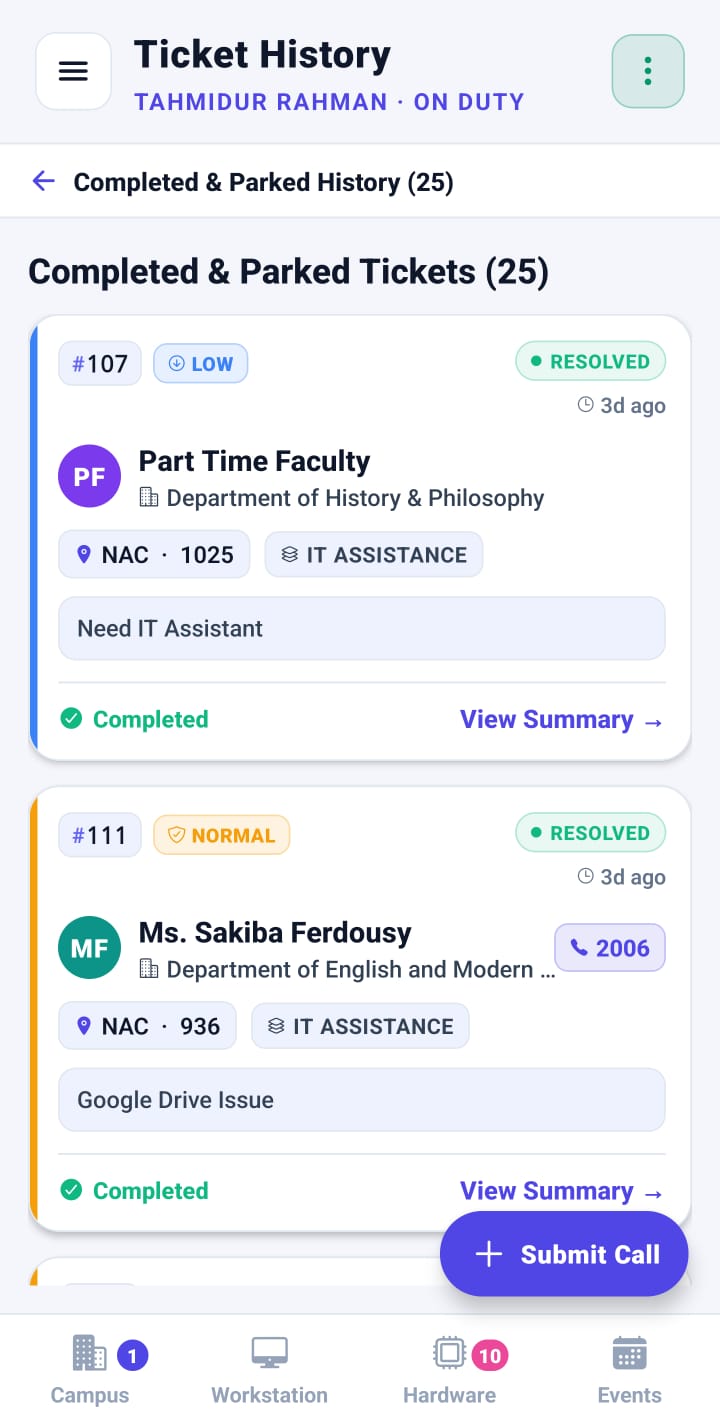 Ticket History
TAHMIDUR RAHMAN · ON DUTY
Completed & Parked History (25)
Completed & Parked Tickets (25)
#107 LOW RESOLVED
3d ago
PF Part Time Faculty
Department of History & Philosophy
NAC · 1025 IT ASSISTANCE
Need IT Assistant
Completed View Summary →
#111 NORMAL RESOLVED
3d ago
MF Ms. Sakiba Ferdousy
Department of English and Modern ... 2006
NAC · 936 IT ASSISTANCE
Google Drive Issue
Completed View Summary →
+ Submit Call
1 10
Campus Workstation Hardware Events